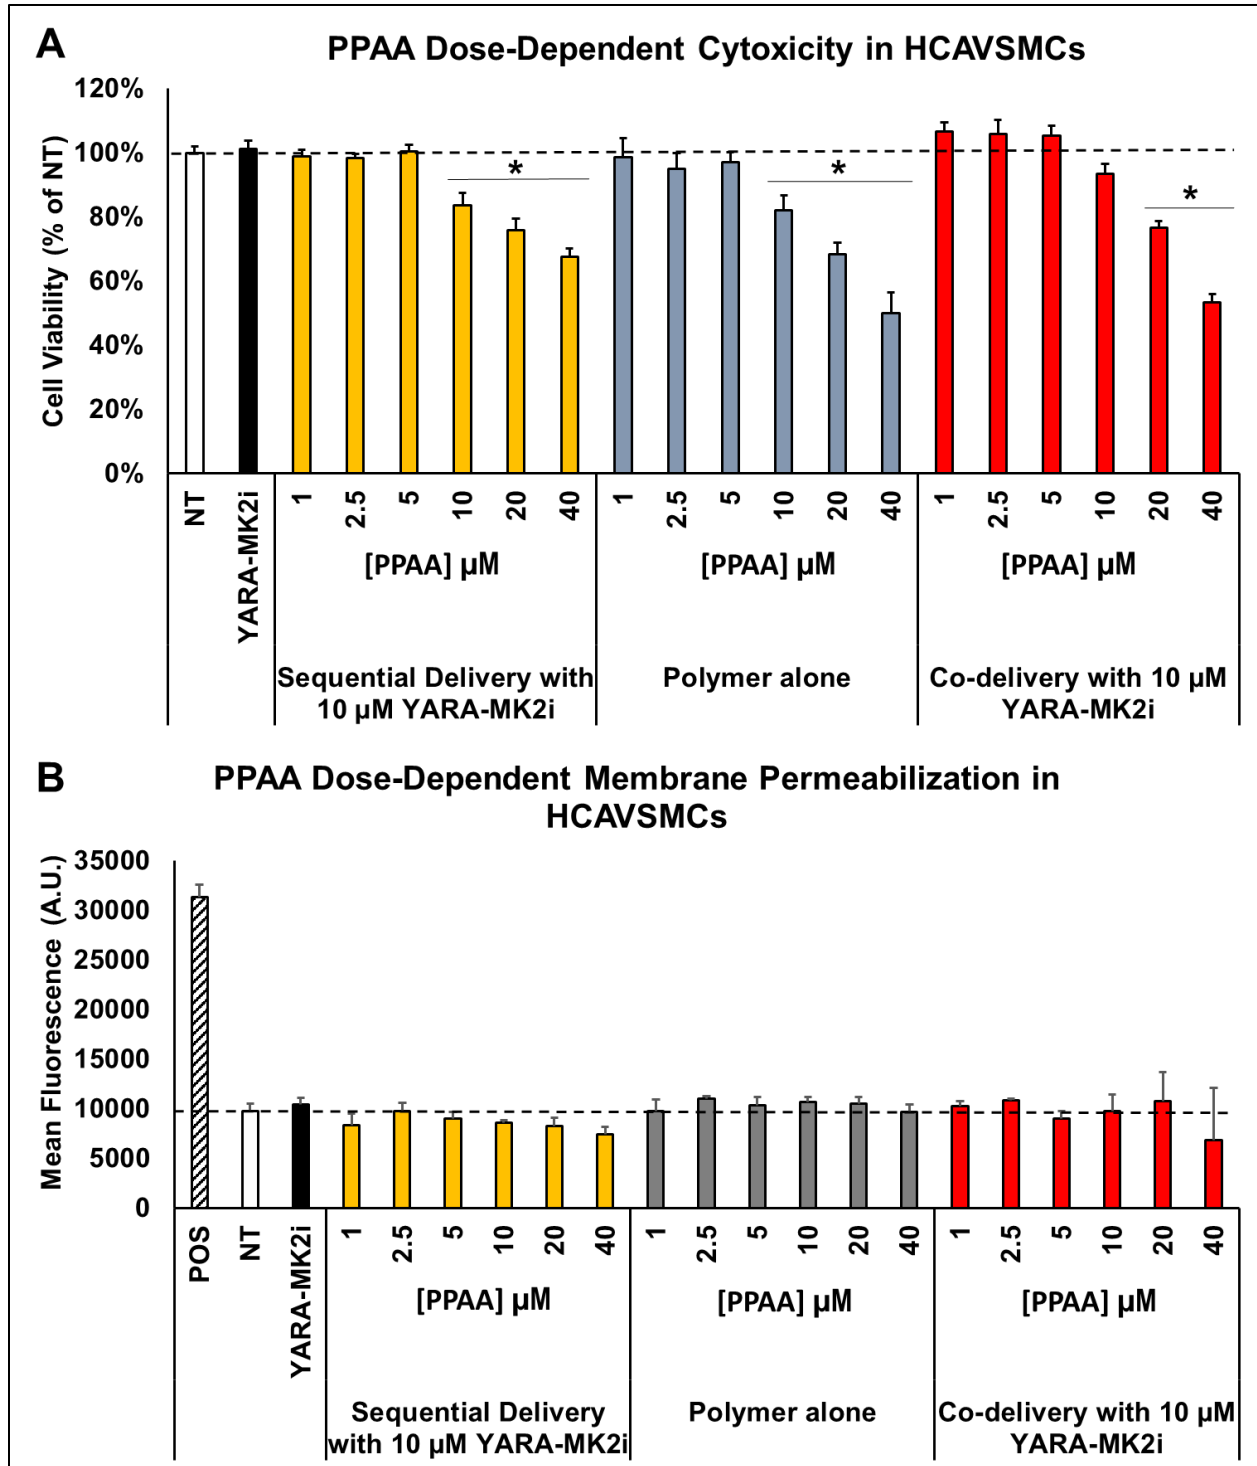 A
PPAA Dose-Dependent Cytoxicity in HCAVSMCs
Cell Viability (% of NT)
120%
100%
80%
60%
40%
20%
0%
* * *
NT YARA-MK2i 1 2.5 5 10 20 40 1 2.5 5 10 20 40 1 2.5 5 10 20 40
[PPAA] µM [PPAA] µM [PPAA] µM
Sequential Delivery with
10 µM YARA-MK2i
Polymer alone
Co-delivery with 10 µM
YARA-MK2i
B
PPAA Dose-Dependent Membrane Permeabilization in
HCAVSMCs
Mean Fluorescence (A.U.)
35000
30000
25000
20000
15000
10000
5000
0
POS NT YARA-MK2i 1 2.5 5 10 20 40 1 2.5 5 10 20 40 1 2.5 5 10 20 40
[PPAA] µM [PPAA] µM [PPAA] µM
Sequential Delivery
with 10 µM YARA-MK2i
Polymer alone
Co-delivery with 10 µM
YARA-MK2i